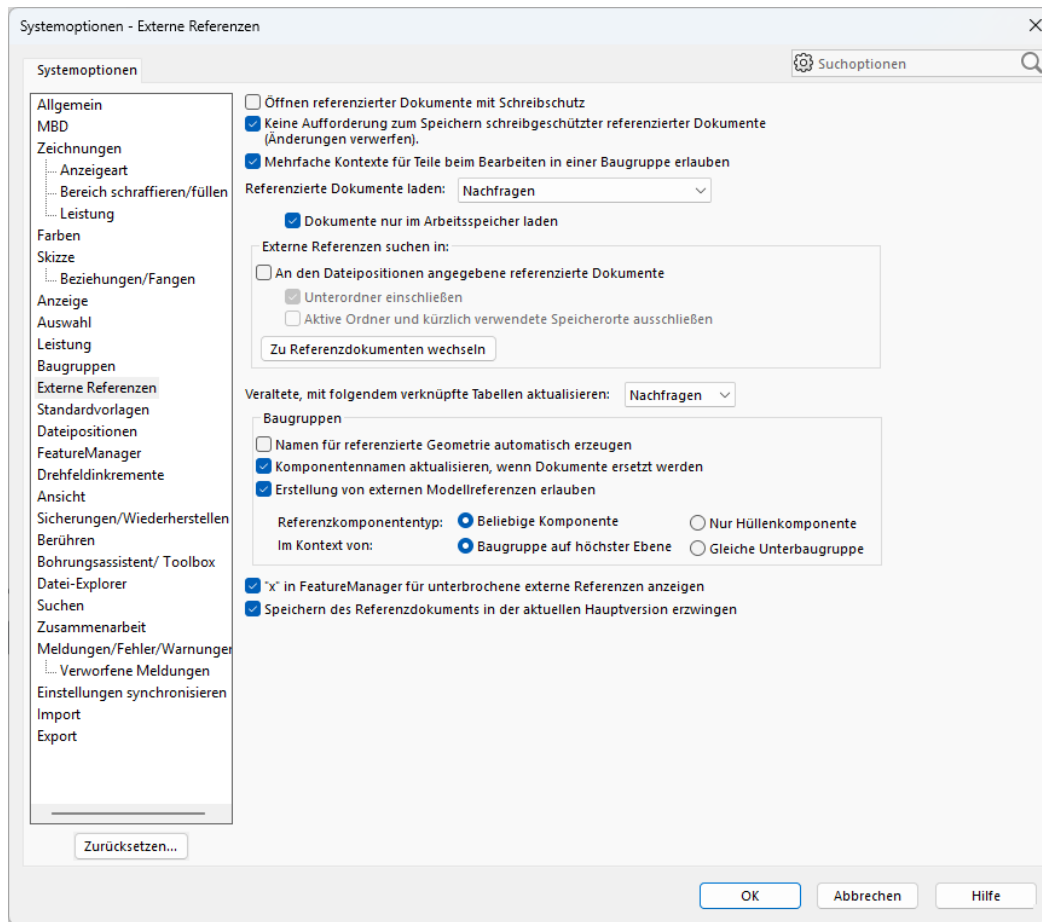 Systemoptionen - Externe Referenzen
Systemoptionen
Suchoptionen
Allgemein
MBD
Zeichnungen
Anzeigeart
Bereich schraffieren/füllen
Leistung
Farben
Skizze
Beziehungen/Fangen
Anzeige
Auswahl
Leistung
Baugruppen
Externe Referenzen
Standardvorlagen
Dateipositionen
FeatureManager
Drehfeldinkremente
Ansicht
Sicherungen/Wiederherstellen
Berühren
Bohrungsassistent/ Toolbox
Datei-Explorer
Suchen
Zusammenarbeit
Meldungen/Fehler/Warnunger
Verworfene Meldungen
Einstellungen synchronisieren
Import
Export
Zurücksetzen...
Öffnen referenzierter Dokumente mit Schreibschutz
Keine Aufforderung zum Speichern schreibgeschützter referenzierter Dokumente
(Änderungen verwerfen).
Mehrfache Kontexte für Teile beim Bearbeiten in einer Baugruppe erlauben
Referenzierte Dokumente laden: Nachfragen
Dokumente nur im Arbeitsspeicher laden
Externe Referenzen suchen in:
An den Dateipositionen angegebene referenzierte Dokumente
Unterordner einschließen
Aktive Ordner und kürzlich verwendete Speicherorte ausschließen
Zu Referenzdokumenten wechseln
Veraltete, mit folgendem verknüpfte Tabellen aktualisieren: Nachfragen
Baugruppen
Namen für referenzierte Geometrie automatisch erzeugen
Komponentennamen aktualisieren, wenn Dokumente ersetzt werden
Erstellung von externen Modellreferenzen erlauben
Referenzkomponententyp: Beliebige Komponente Nur Hüllenkomponente
Im Kontext von: Baugruppe auf höchster Ebene Gleiche Unterbaugruppe
"x" in FeatureManager für unterbrochene externe Referenzen anzeigen
Speichern des Referenzdokuments in der aktuellen Hauptversion erzwingen
OK Abbrechen Hilfe